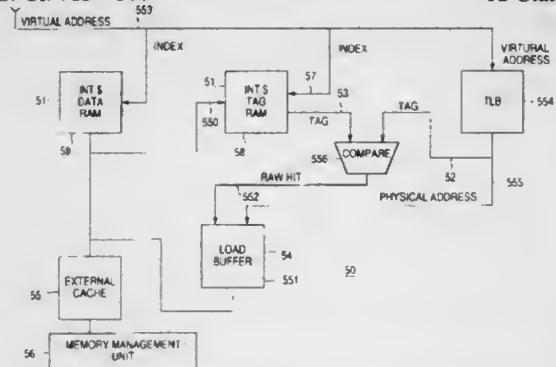 553
VIRTUAL ADDRESS
INDEX
INDEX
VIRTURAL
ADDRESS
51
INT $
DATA
RAM
59
51
550
INT $
TAG
RAM
58
57
53
TAG
TAG
TLB
554
556
COMPARE
52
555
RAW HIT
552
PHYSICAL ADDRESS
LOAD
BUFFER
54
551
50
EXTERNAL
CACHE
55
MEMORY MANAGEMENT
UNIT
56